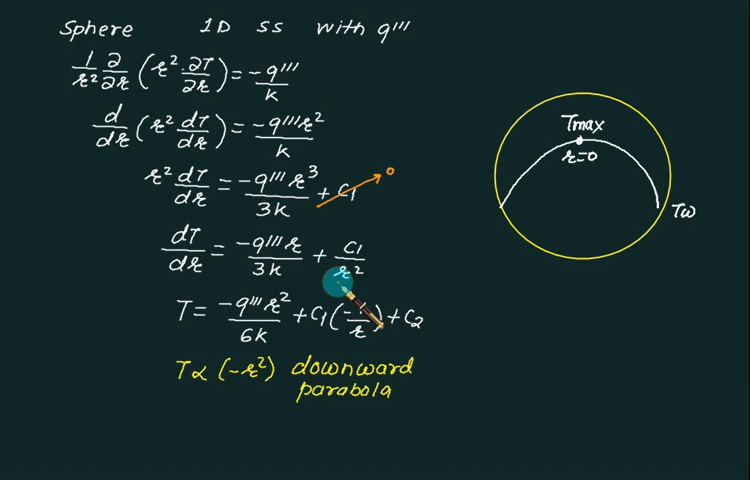 Sphere 1D SS with q'''
1/r² ∂/∂r (r² · ∂T/∂r) = -q'''/k
d/dr (r² dT/dr) = -q'''r²/k
r² dT/dr = -q'''r³/3k + C1 → 0
dT/dr = -q'''r/3k + C1/r²
T = -q'''r²/6k + C1(-1/r) + C2
T∝ (-r²) downward
parabola
Tmax
r=0
Tw